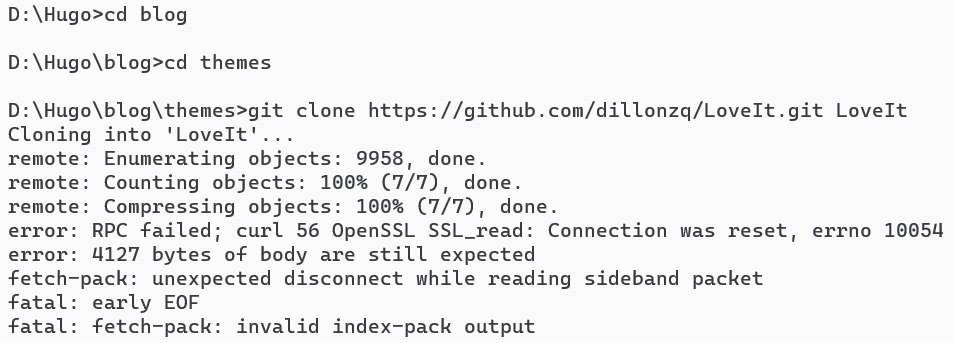 D:\Hugo>cd blog
D:\Hugo\blog>cd themes
D:\Hugo\blog\themes>git clone https://github.com/dillonzq/LoveIt.git LoveIt
Cloning into 'LoveIt'...
remote: Enumerating objects: 9958, done.
remote: Counting objects: 100% (7/7), done.
remote: Compressing objects: 100% (7/7), done.
error: RPC failed; curl 56 OpenSSL SSL_read: Connection was reset, errno 10054
error: 4127 bytes of body are still expected
fetch-pack: unexpected disconnect while reading sideband packet
fatal: early EOF
fatal: fetch-pack: invalid index-pack output